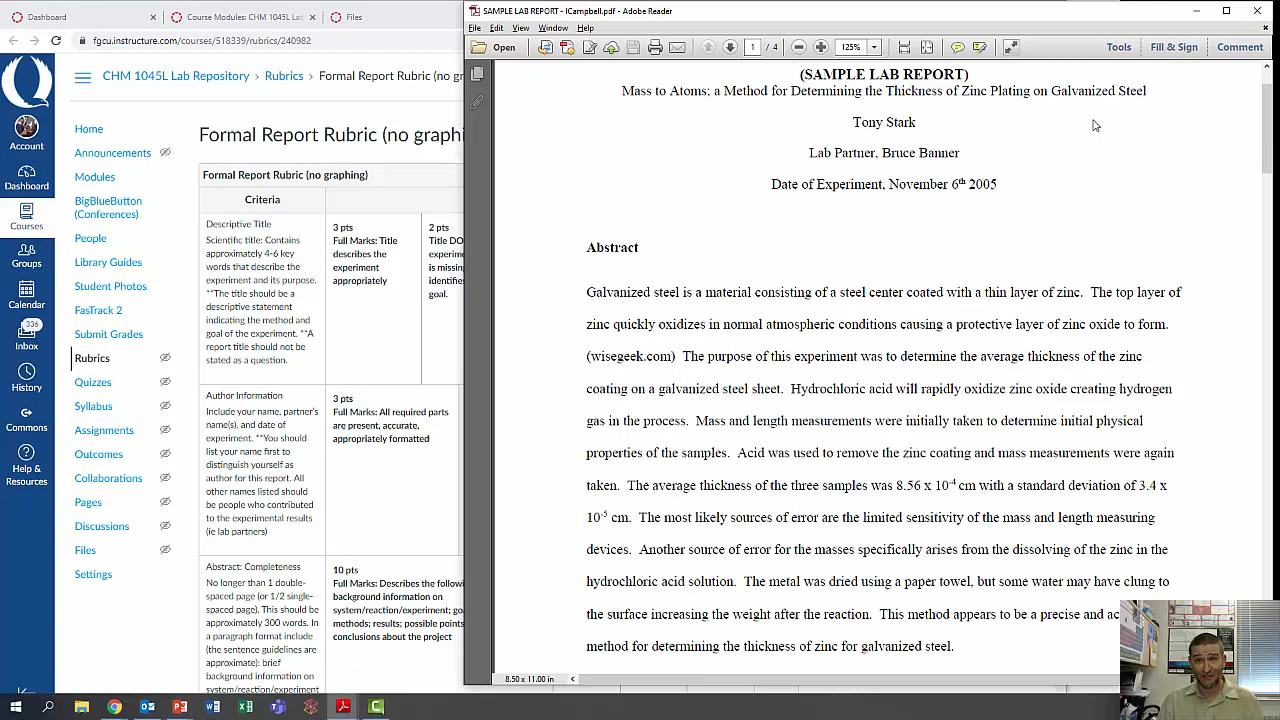 Dashboard
Course Modules: CHM 1045L Lab
Files
fgcu.instructure.com/courses/518339/rubrics/240982
CHM 1045L Lab Repository
Rubrics
Formal Report Rubric (no gra
Account
Dashboard
Courses
Groups
Calendar
336
Inbox
History
Commons
Help &
Resources
Home
Announcements
Modules
BigBlueButton
(Conferences)
People
Library Guides
Student Photos
FasTrack 2
Submit Grades
Rubrics
Quizzes
Syllabus
Assignments
Outcomes
Collaborations
Pages
Discussions
Files
Settings
Formal Report Rubric (no graphi
Formal Report Rubric (no graphing)
Criteria
Descriptive Title
Scientific title: Contains
approximately 4-6 key
words that describe the
experiment and its purpose.
**The title should be a
descriptive statement
indicating the method and
goal of the experiment. **A
report title should not be
stated as a question.
3 pts
Full Marks: Title
describes the
experiment
appropriately
2 pts
Title DO
experim
is missin
identifies
goal.
Author Information
Include your name, partner's
name(s), and date of
experiment. **You should
list your name first to
distinguish yourself as
author for this report. All
other names listed should
be people who contributed
to the experimental results
(ie lab partners)
3 pts
Full Marks: All required parts
are present, accurate,
appropriately formatted
Abstract: Completeness
No longer than 1 double-
spaced page (or 1/2 single-
spaced page). This should be
approximately 300 words. In
a paragraph format include
(the sentence guidelines are
approximate): brief
background information on
system/reaction/experiment
10 pts
Full Marks: Describes the followi
background information on
system/reaction/experiment; go
methods; results; possible points
conclusions about the project
SAMPLE LAB REPORT - ICampbell.pdf - Adobe Reader
File Edit View Window Help
Open
1 / 4
125%
Tools
Fill & Sign
Comment
(SAMPLE LAB REPORT)
Mass to Atoms; a Method for Determining the Thickness of Zinc Plating on Galvanized Steel
Tony Stark
Lab Partner, Bruce Banner
Date of Experiment, November 6th 2005
Abstract
Galvanized steel is a material consisting of a steel center coated with a thin layer of zinc. The top layer of
zinc quickly oxidizes in normal atmospheric conditions causing a protective layer of zinc oxide to form.
(wisegeek.com) The purpose of this experiment was to determine the average thickness of the zinc
coating on a galvanized steel sheet. Hydrochloric acid will rapidly oxidize zinc oxide creating hydrogen
gas in the process. Mass and length measurements were initially taken to determine initial physical
properties of the samples. Acid was used to remove the zinc coating and mass measurements were again
taken. The average thickness of the three samples was 8.56 x 10-4 cm with a standard deviation of 3.4 x
10-5 cm. The most likely sources of error are the limited sensitivity of the mass and length measuring
devices. Another source of error for the masses specifically arises from the dissolving of the zinc in the
hydrochloric acid solution. The metal was dried using a paper towel, but some water may have clung to
the surface increasing the weight after the reaction. This method appears to be a precise and ac
method for determining the thickness of zinc for galvanized steel.
8.50 x 11.00 in